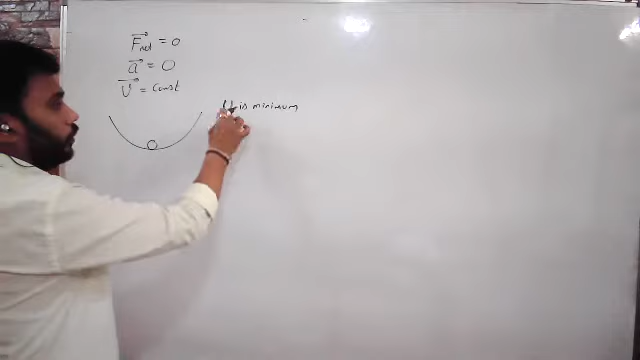 F⃗net = 0
a⃗ = 0
v⃗ = const
U is minimum